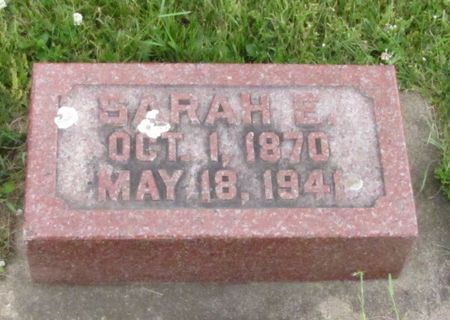 SARAH E.
OCT. 1, 1870
MAY 18, 1941